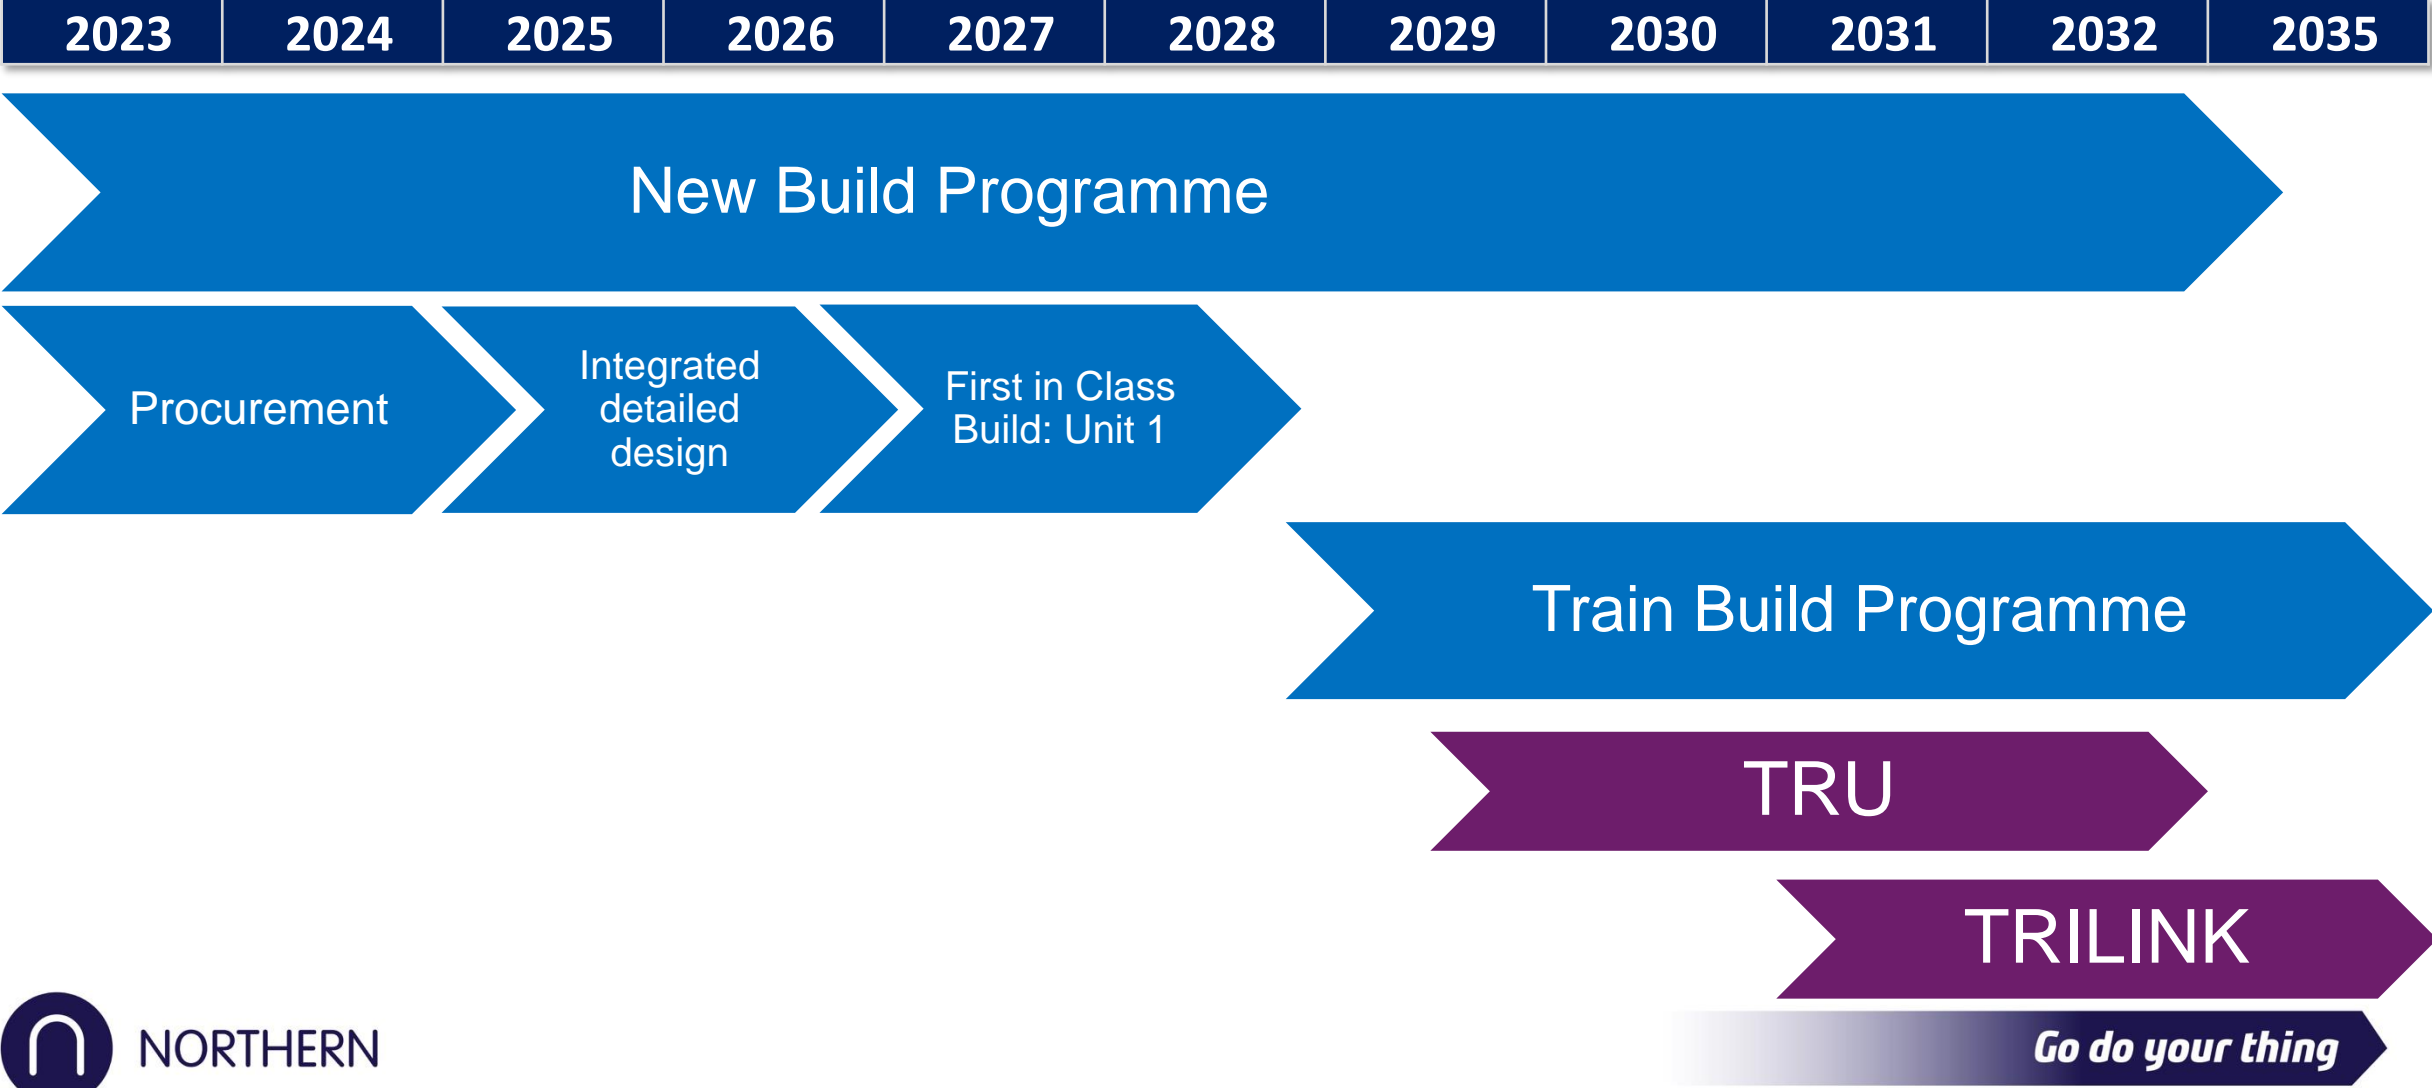 2023 2024 2025 2026 2027 2028 2029 2030 2031 2032 2035
New Build Programme
Procurement
Integrated
detailed
design
First in Class
Build: Unit 1
Train Build Programme
TRU
TRILINK
NORTHERN
Go do your thing